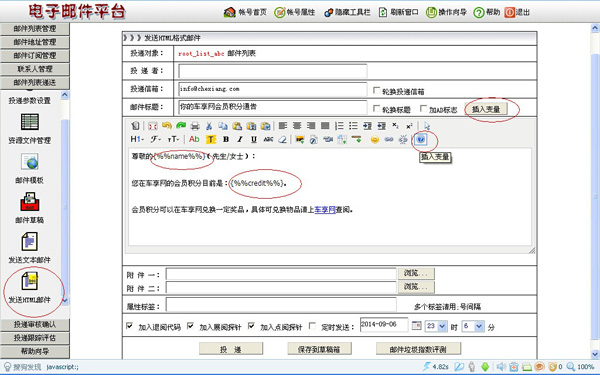 电子邮件平台
帐号首页 帐号属性 隐藏工具栏 刷新窗口 操作向导 帮助 退出
邮件列表管理
邮件地址管理
邮件订阅管理
联系人管理
邮件列表递送
投递参数设置
资源文件管理
邮件模板
邮件草稿
发送文本邮件
发送HTML邮件
投递审核确认
投递跟踪评估
帮助向导
》》》发送HTML格式邮件
投递对象: root_list_abc 邮件列表
投 递 者:
投递信箱: info@chexiang.com 轮换投递信箱
邮件标题: 你的车享网会员积分通告 轮换标题 加AD标志 插入变量
插入变量
尊敬的{%%name%%}(先生/女士):
您在车享网的会员积分目前是:{%%credit%%}。
会员积分可以在车享网兑换一定奖品,具体可兑换物品请上车享网查阅。
附 件 一: 浏览...
附 件 二: 浏览...
属性标签: 多个标签请用;号间隔
加入退阅代码 加入展阅探针 加入点阅探针 定时发送: 2014-09-06 23 时 6 分
投 递 保存到草稿箱 邮件垃圾指数评测
搜狗发现 javascript:; 4.82s 0 100%